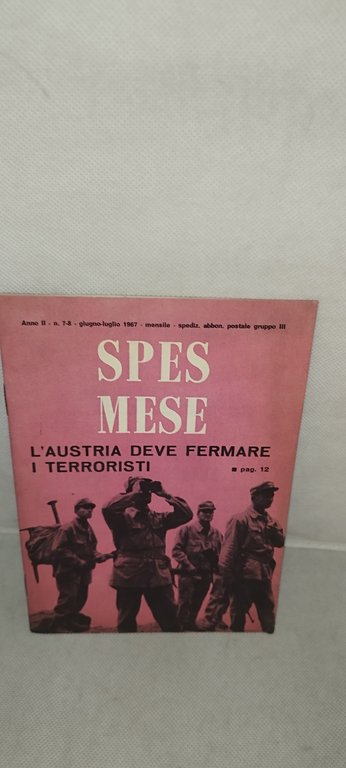 Anno II - n. 7-8 - giugno-luglio 1967 - mensile - spediz. abbon. postale gruppo III
SPES
MESE
L'AUSTRIA DEVE FERMARE
I TERRORISTI
■ pag. 12